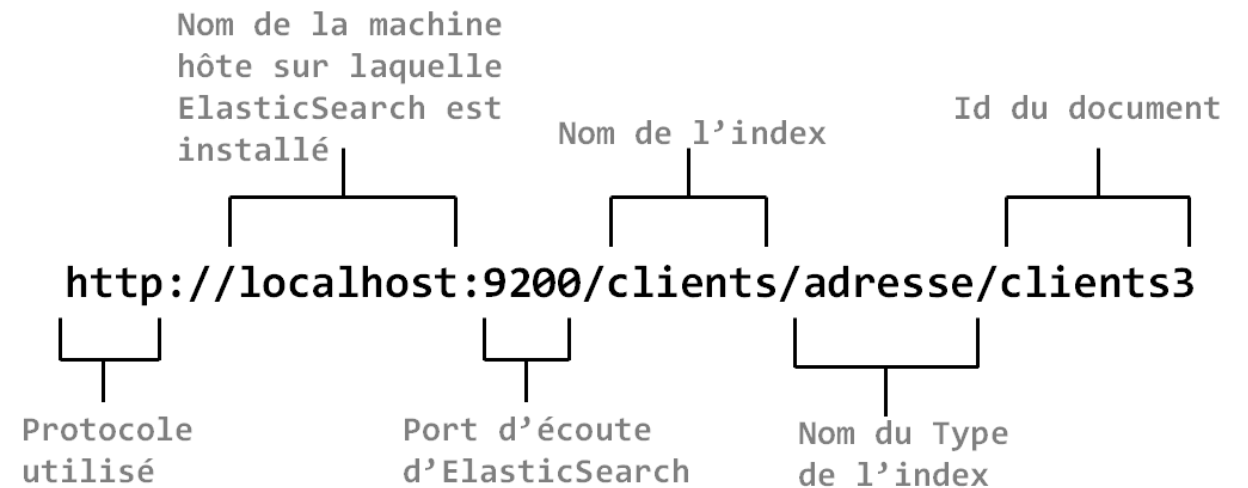 Nom de la machine
hôte sur laquelle
ElasticSearch est
installé
Nom de l’index
Id du document
http://localhost:9200/clients/adresse/clients3
Protocole
utilisé
Port d’écoute
d’ElasticSearch
Nom du Type
de l’index